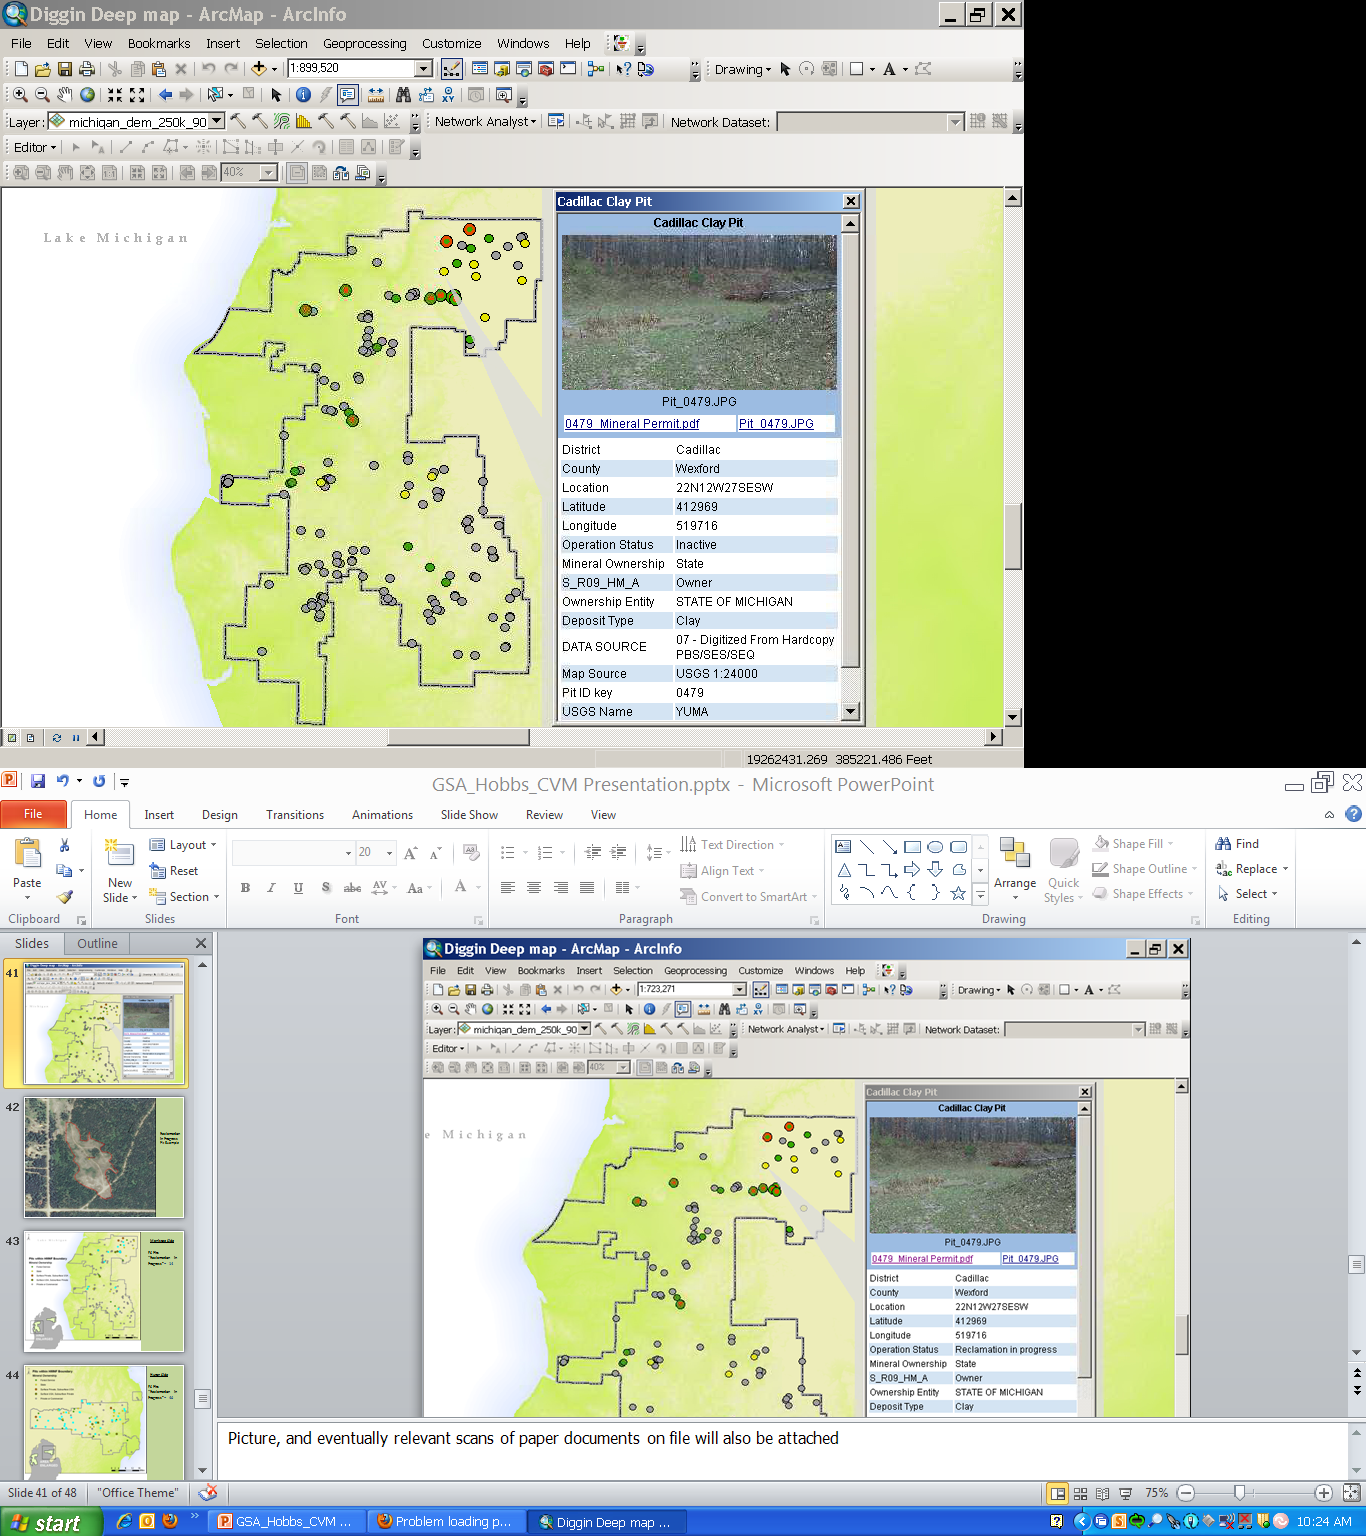 Diggin Deep map - ArcMap - ArcInfo
File Edit View Bookmarks Insert Selection Geoprocessing Customize Windows Help
1:899,520 Drawing
Layer: michigan_dem_250k_90 Network Analyst Network Dataset:
Editor
40%
Lake Michigan
Cadillac Clay Pit
Cadillac Clay Pit
Pit_0479.JPG
0479_Mineral Permit.pdf Pit_0479.JPG
District Cadillac
County Wexford
Location 22N12W27SESW
Latitude 412969
Longitude 519716
Operation Status Inactive
Mineral Ownership State
S_R09_HM_A Owner
Ownership Entity STATE OF MICHIGAN
Deposit Type Clay
DATA SOURCE 07 - Digitized From Hardcopy
PBS/SES/SEQ
Map Source USGS 1:24000
Pit ID key 0479
USGS Name YUMA
19262431.269 385221.486 Feet
GSA_Hobbs_CVM Presentation.pptx - Microsoft PowerPoint
File Home Insert Design Transitions Animations Slide Show Review View
Paste New Slide Layout Reset Section 20 Text Direction Align Text Convert to SmartArt Arrange Quick Styles Shape Fill Shape Outline Shape Effects Find Replace Select
Clipboard Slides Font Paragraph Drawing Editing
Slides Outline
41
42
43
44
Diggin Deep map - ArcMap - ArcInfo
File Edit View Bookmarks Insert Selection Geoprocessing Customize Windows Help
1:723,271 Drawing
Layer: michigan_dem_250k_90 Network Analyst Network Dataset:
Editor
40%
e Michigan
Cadillac Clay Pit
Cadillac Clay Pit
Pit_0479.JPG
0479_Mineral Permit.pdf Pit_0479.JPG
District Cadillac
County Wexford
Location 22N12W27SESW
Latitude 412969
Longitude 519716
Operation Status Reclamation in progress
Mineral Ownership State
S_R09_HM_A Owner
Ownership Entity STATE OF MICHIGAN
Deposit Type Clay
Picture, and eventually relevant scans of paper documents on file will also be attached
Slide 41 of 48 "Office Theme" 75%
start GSA_Hobbs_CVM ... Problem loading p... Diggin Deep map ... 10:24 AM